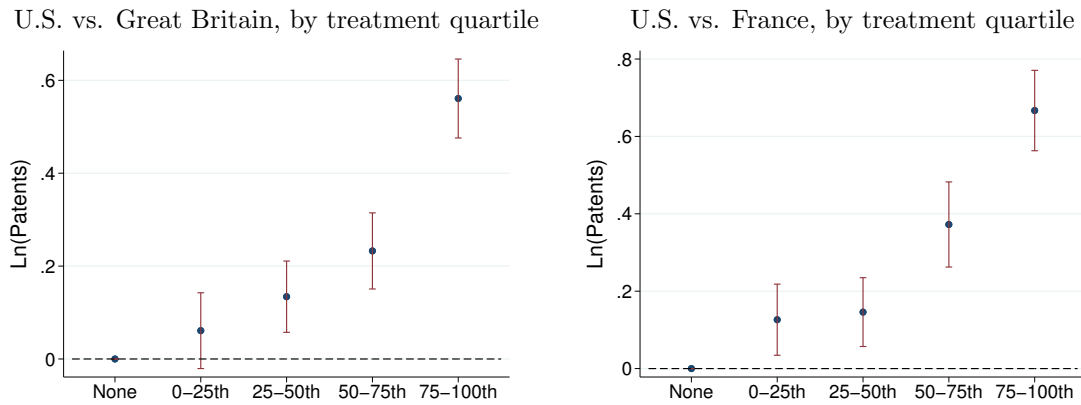 U.S. vs. Great Britain, by treatment quartile
Ln(Patents)
.6
.4
.2
0
None 0−25th 25−50th 50−75th 75−100th
U.S. vs. France, by treatment quartile
Ln(Patents)
.8
.6
.4
.2
0
None 0−25th 25−50th 50−75th 75−100th